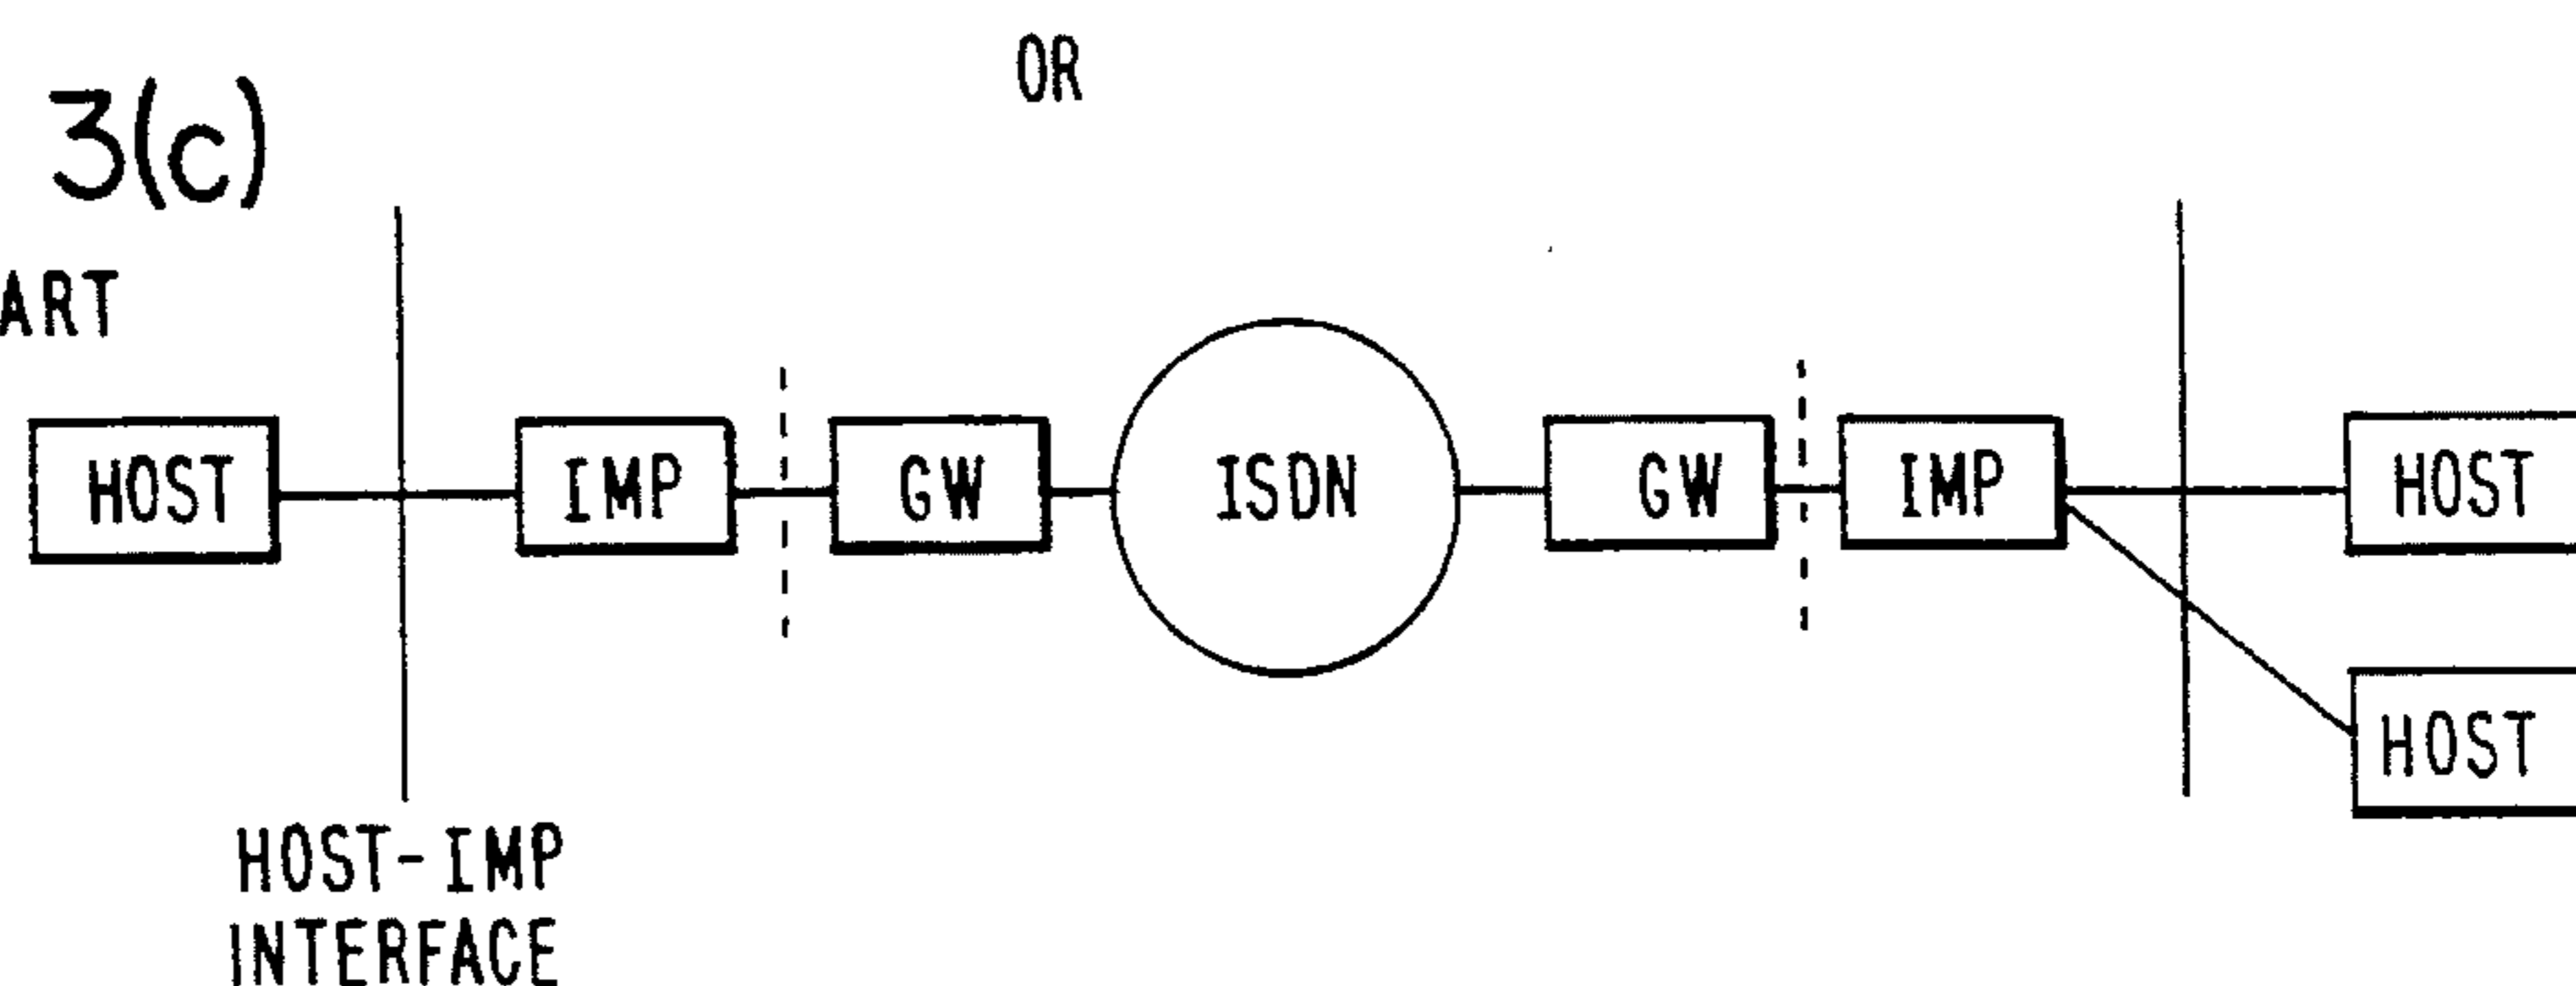 OR
3(c)
ART
HOST IMP GW ISDN GW IMP HOST
HOST
HOST-IMP
INTERFACE